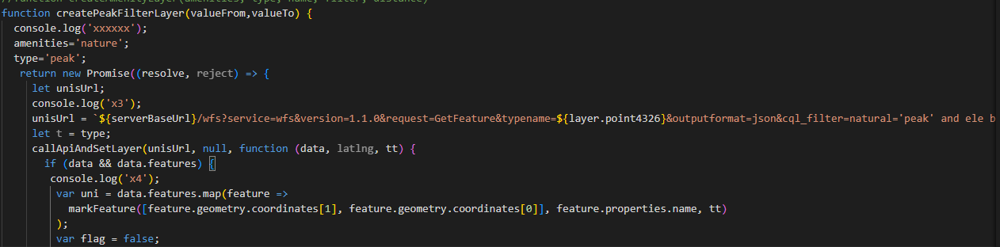 //function createAmenityLayer(amenities, type, name, filter, distance)
function createPeakFilterLayer(valueFrom,valueTo) {
console.log('xxxxxx');
amenities='nature';
type='peak';
return new Promise((resolve, reject) => {
let unisUrl;
console.log('x3');
unisUrl = `${serverBaseUrl}/wfs?service=wfs&version=1.1.0&request=GetFeature&typename=${layer.point4326}&outputformat=json&cql_filter=natural='peak' and ele b
let t = type;
callApiAndSetLayer(unisUrl, null, function (data, latlng, tt) {
if (data && data.features) {
console.log('x4');
var uni = data.features.map(feature =>
markFeature([feature.geometry.coordinates[1], feature.geometry.coordinates[0]], feature.properties.name, tt)
);
var flag = false;